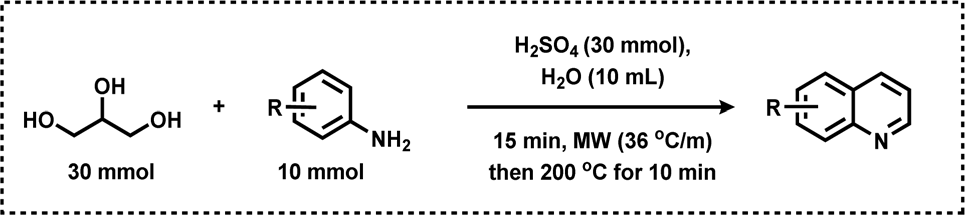 H₂SO₄ (30 mmol),
H₂O (10 mL)
OH
HO
OH
+
R
NH₂
R
N
15 min, MW (36 °C/m)
then 200 °C for 10 min
30 mmol
10 mmol